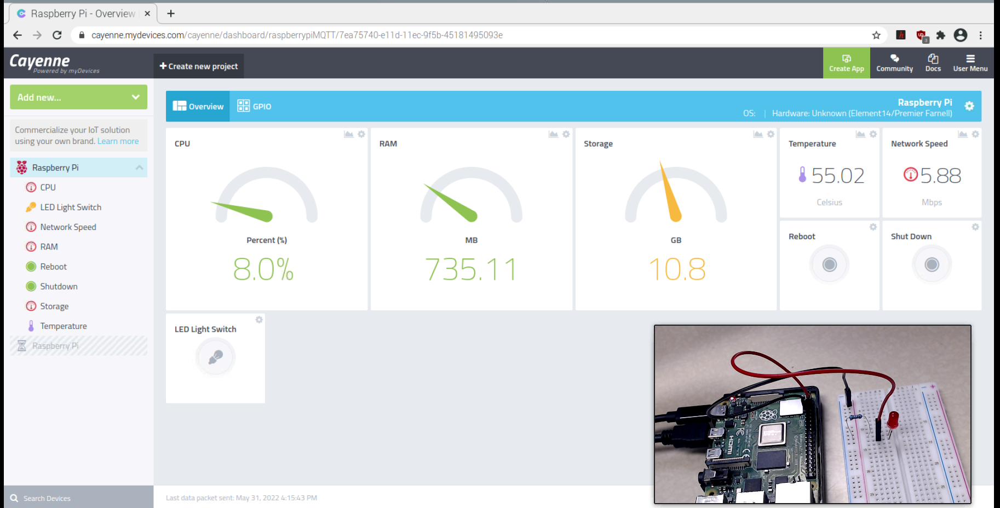 Raspberry Pi - Overview
cayenne.mydevices.com/cayenne/dashboard/raspberrypiMQTT/7ea75740-e11d-11ec-9f5b-45181495093e
3
Cayenne
Powered by myDevices
Create new project
Create App
Community
Docs
User Menu
Add new...
Commercialize your IoT solution
using your own brand. Learn more
Raspberry Pi
CPU
LED Light Switch
Network Speed
RAM
Reboot
Shutdown
Storage
Temperature
Raspberry Pi
Search Devices
Overview
GPIO
Raspberry Pi
OS: | Hardware: Unknown (Element14/Premier Farnell)
CPU
Percent (%)
8.0%
RAM
MB
735.11
Storage
GB
10.8
Temperature
55.02
Celsius
Network Speed
5.88
Mbps
Reboot
Shut Down
LED Light Switch
HDMI
FC
CE
Last data packet sent: May 31, 2022 4:15:43 PM